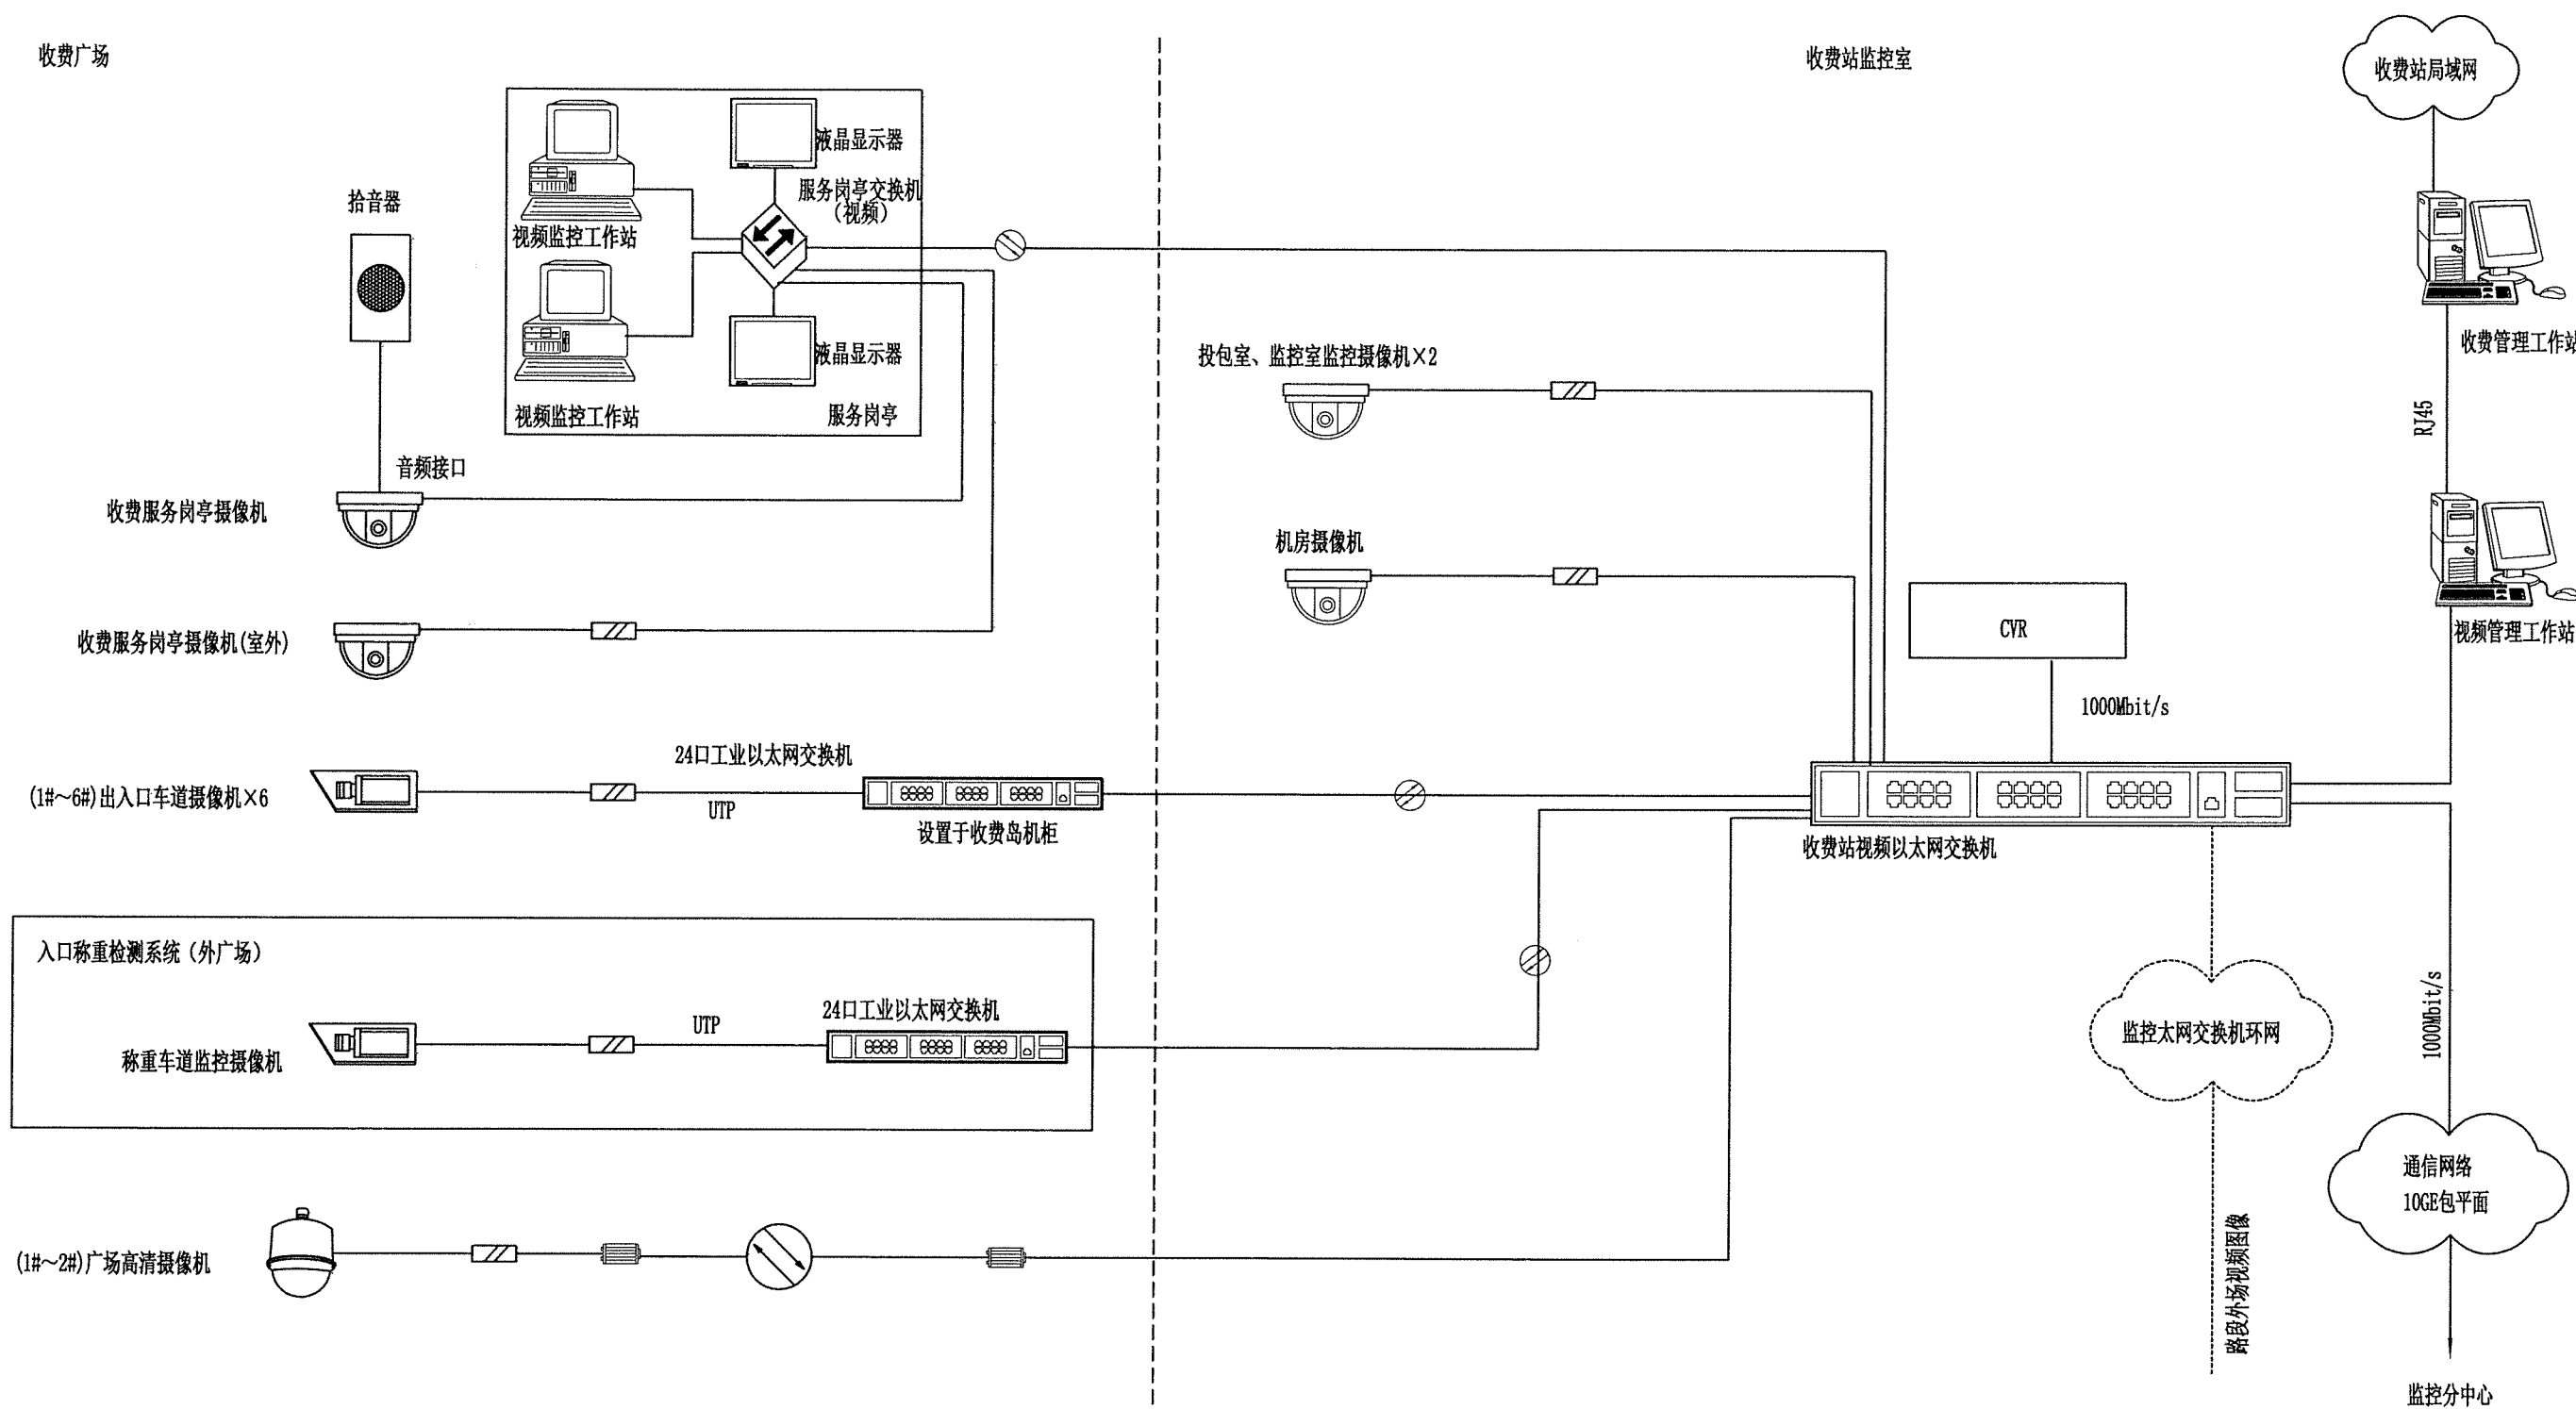 收费广场
收费站监控室
收费站局域网
液晶显示器
服务岗亭交换机
（视频）
拾音器
视频监控工作站
液晶显示器
视频监控工作站
服务岗亭
收费管理工作站
投包室、监控室监控摄像机×2
RJ45
音频接口
收费服务岗亭摄像机
机房摄像机
CVR
视频管理工作站
收费服务岗亭摄像机(室外)
1000Mbit/s
24口工业以太网交换机
(1#～6#)出入口车道摄像机×6
UTP
设置于收费岛机柜
收费站视频以太网交换机
入口称重检测系统（外广场）
24口工业以太网交换机
UTP
称重车道监控摄像机
监控太网交换机环网
1000Mbit/s
通信网络
10GE包平面
(1#～2#)广场高清摄像机
路段外场视频图像
监控分中心